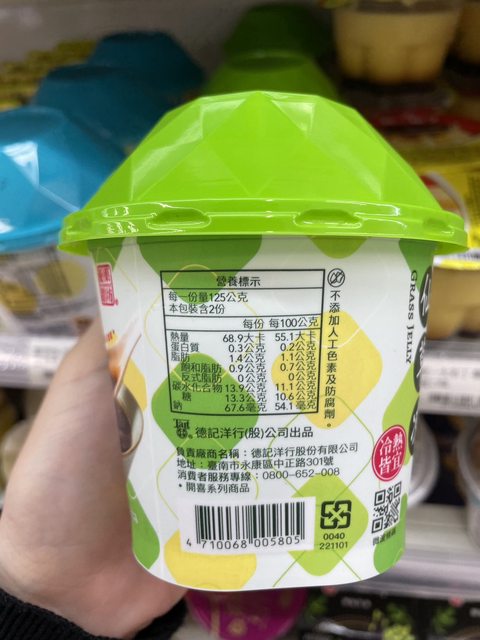 營養標示
每一份量125公克
本包裝含2份
每份 每100公克
熱量 68.9大卡 55.1大卡
蛋白質 0.3公克 0.2公克
脂肪 1.4公克 1.1公克
飽和脂肪 0.9公克 0.7公克
反式脂肪 0公克 0公克
碳水化合物 13.9公克 11.1公克
糖 13.3公克 10.6公克
鈉 67.6毫克 54.1毫克
不添加人工色素及防腐劑。
GRASS JELLY
德記洋行(股)公司出品
負責廠商名稱：德記洋行股份有限公司
地址：臺南市永康區中正路301號
消費者服務專線：0800-652-008
•開喜系列商品
冷熱皆宜
4 710068 005805
0040
221101